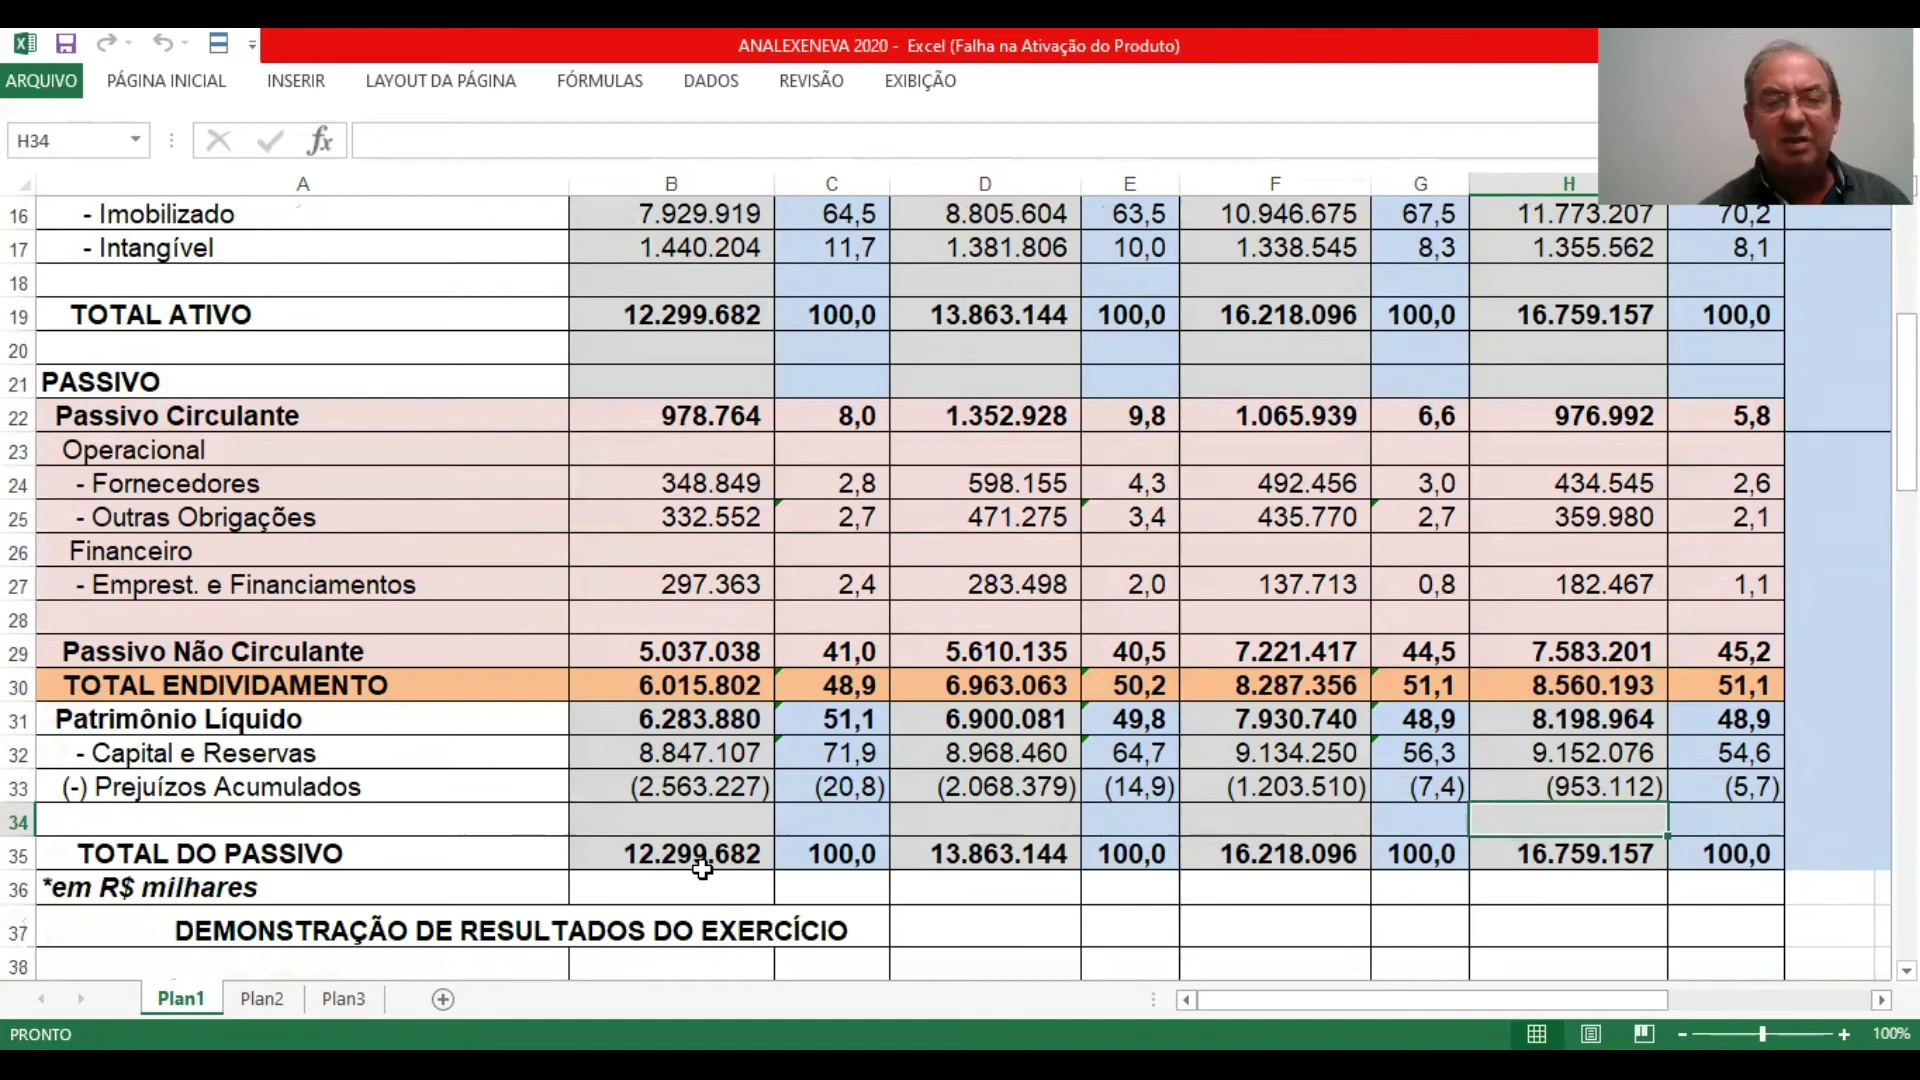 ANALEXENEVA 2020 - Excel (Falha na Ativação do Produto)
ARQUIVO PÁGINA INICIAL INSERIR LAYOUT DA PÁGINA FÓRMULAS DADOS REVISÃO EXIBIÇÃO
H34 fx
A B C D E F G H
16 - Imobilizado 7.929.919 64,5 8.805.604 63,5 10.946.675 67,5 11.773.207 70,2
17 - Intangível 1.440.204 11,7 1.381.806 10,0 1.338.545 8,3 1.355.562 8,1
18
19 TOTAL ATIVO 12.299.682 100,0 13.863.144 100,0 16.218.096 100,0 16.759.157 100,0
20
21 PASSIVO
22 Passivo Circulante 978.764 8,0 1.352.928 9,8 1.065.939 6,6 976.992 5,8
23 Operacional
24 - Fornecedores 348.849 2,8 598.155 4,3 492.456 3,0 434.545 2,6
25 - Outras Obrigações 332.552 2,7 471.275 3,4 435.770 2,7 359.980 2,1
26 Financeiro
27 - Emprest. e Financiamentos 297.363 2,4 283.498 2,0 137.713 0,8 182.467 1,1
28
29 Passivo Não Circulante 5.037.038 41,0 5.610.135 40,5 7.221.417 44,5 7.583.201 45,2
30 TOTAL ENDIVIDAMENTO 6.015.802 48,9 6.963.063 50,2 8.287.356 51,1 8.560.193 51,1
31 Patrimônio Líquido 6.283.880 51,1 6.900.081 49,8 7.930.740 48,9 8.198.964 48,9
32 - Capital e Reservas 8.847.107 71,9 8.968.460 64,7 9.134.250 56,3 9.152.076 54,6
33 (-) Prejuízos Acumulados (2.563.227) (20,8) (2.068.379) (14,9) (1.203.510) (7,4) (953.112) (5,7)
34
35 TOTAL DO PASSIVO 12.299.682 100,0 13.863.144 100,0 16.218.096 100,0 16.759.157 100,0
36 *em R$ milhares
37 DEMONSTRAÇÃO DE RESULTADOS DO EXERCÍCIO
38
Plan1 Plan2 Plan3
PRONTO 100%